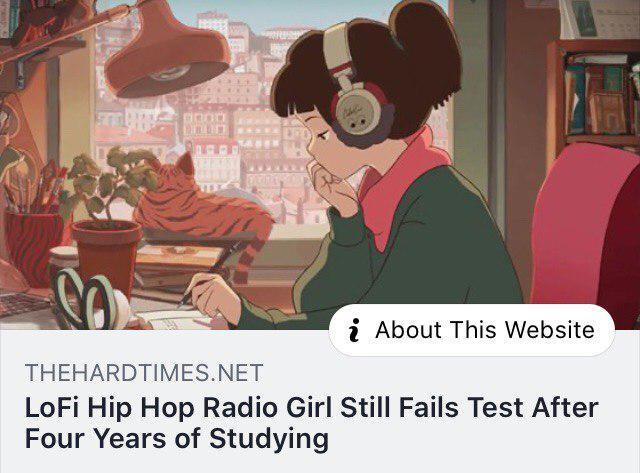 i About This Website
THEHARDTIMES.NET
LoFi Hip Hop Radio Girl Still Fails Test After
Four Years of Studying